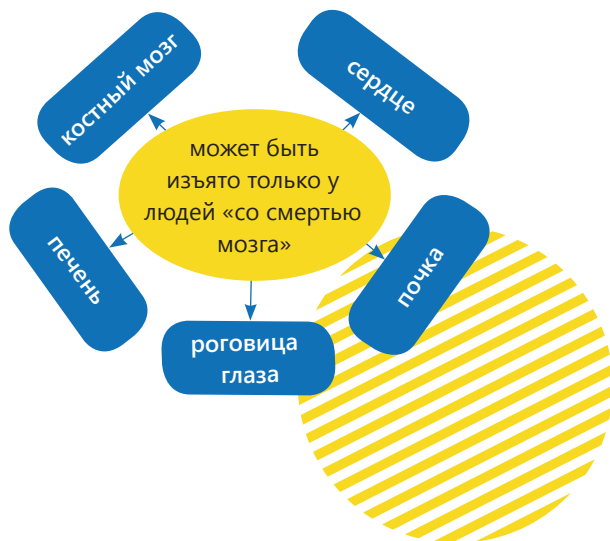 костный мозг
сердце
может быть
изъято только у
людей «со смертью
мозга»
печень
почка
роговица
глаза